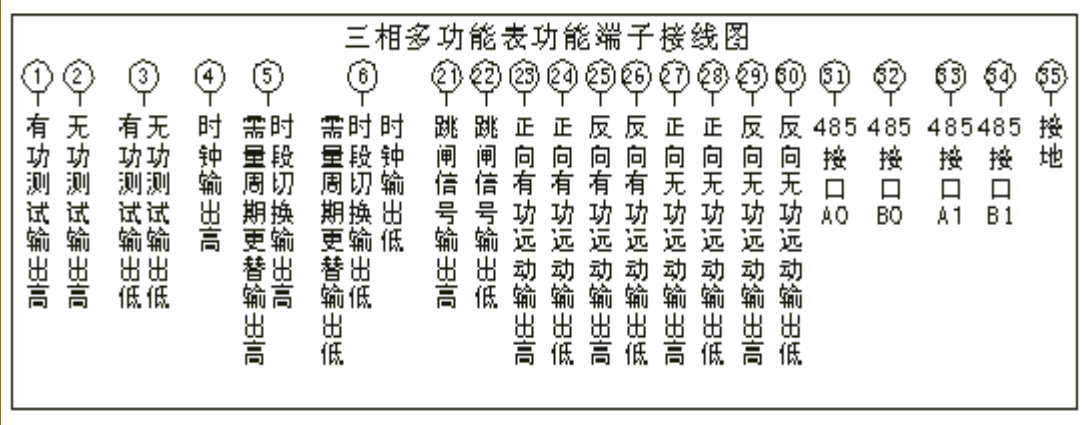 三相多功能表功能端子接线图
① ② ③ ④ ⑤ ⑥ ㉑ ㉒ ㉓ ㉔ ㉕ ㉖ ㉗ ㉘ ㉙ ㉚ ㉛ ㉜ ㉝ ㉞ ㉟
有功测试输出高
无功测试输出高
有功测试输出低
无功测试输出低
时钟输出高
需量周期更替输出高
时段切换输出高
需量周期更替输出低
时段切换输出低
时钟输出低
跳闸信号输出高
跳闸信号输出低
正向有功远动输出高
正向有功远动输出低
反向有功远动输出高
反向有功远动输出低
正向无功远动输出高
正向无功远动输出低
反向无功远动输出高
反向无功远动输出低
485接口A0
485接口B0
485接口A1
485接口B1
接地